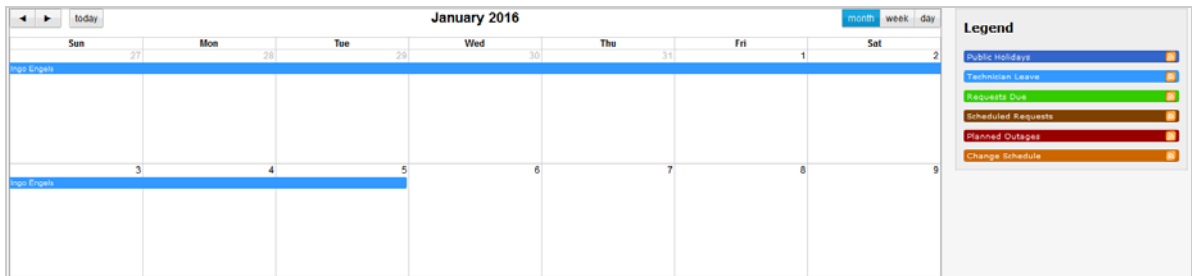 today January 2016 month week day
Sun Mon Tue Wed Thu Fri Sat
27 28 29 30 31 1 2
Ingo Engels
3 4 5 6 7 8 9
Ingo Engels
Legend
Public Holidays
Technician Leave
Requests Due
Scheduled Requests
Planned Outages
Change Schedule